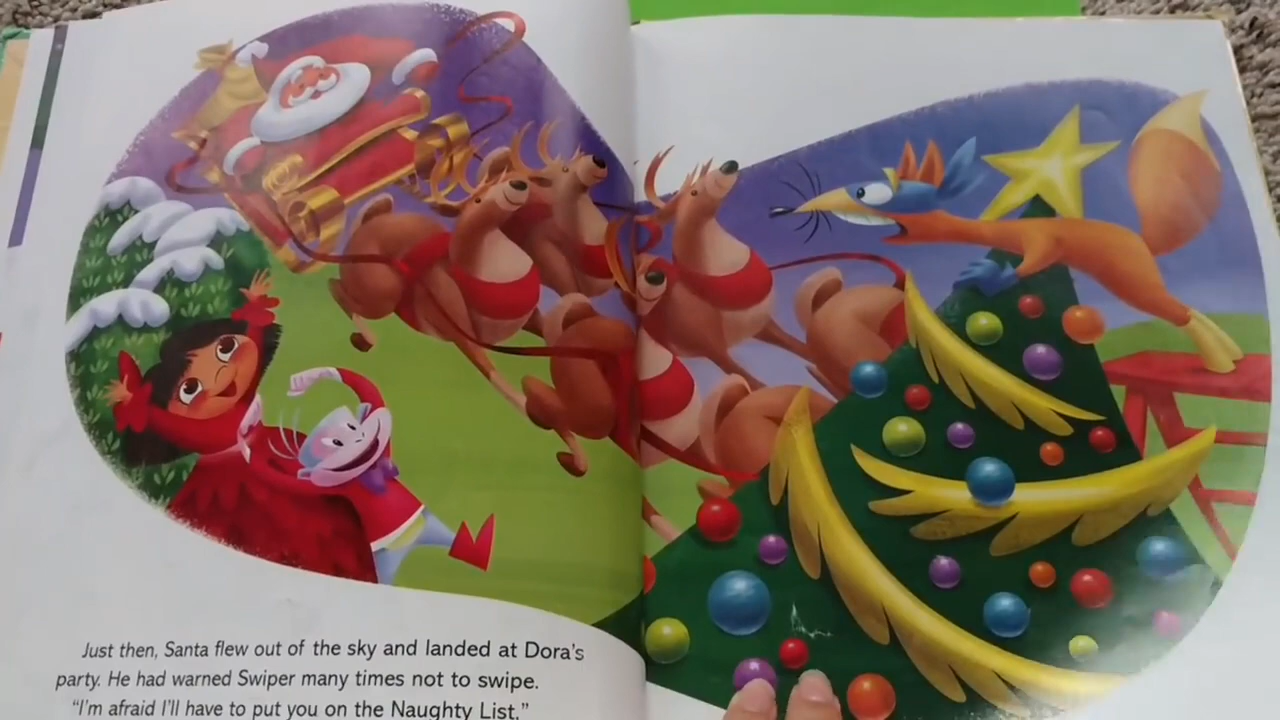 Just then, Santa flew out of the sky and landed at Dora's
party. He had warned Swiper many times not to swipe.
"I'm afraid I'll have to put you on the Naughty List,"